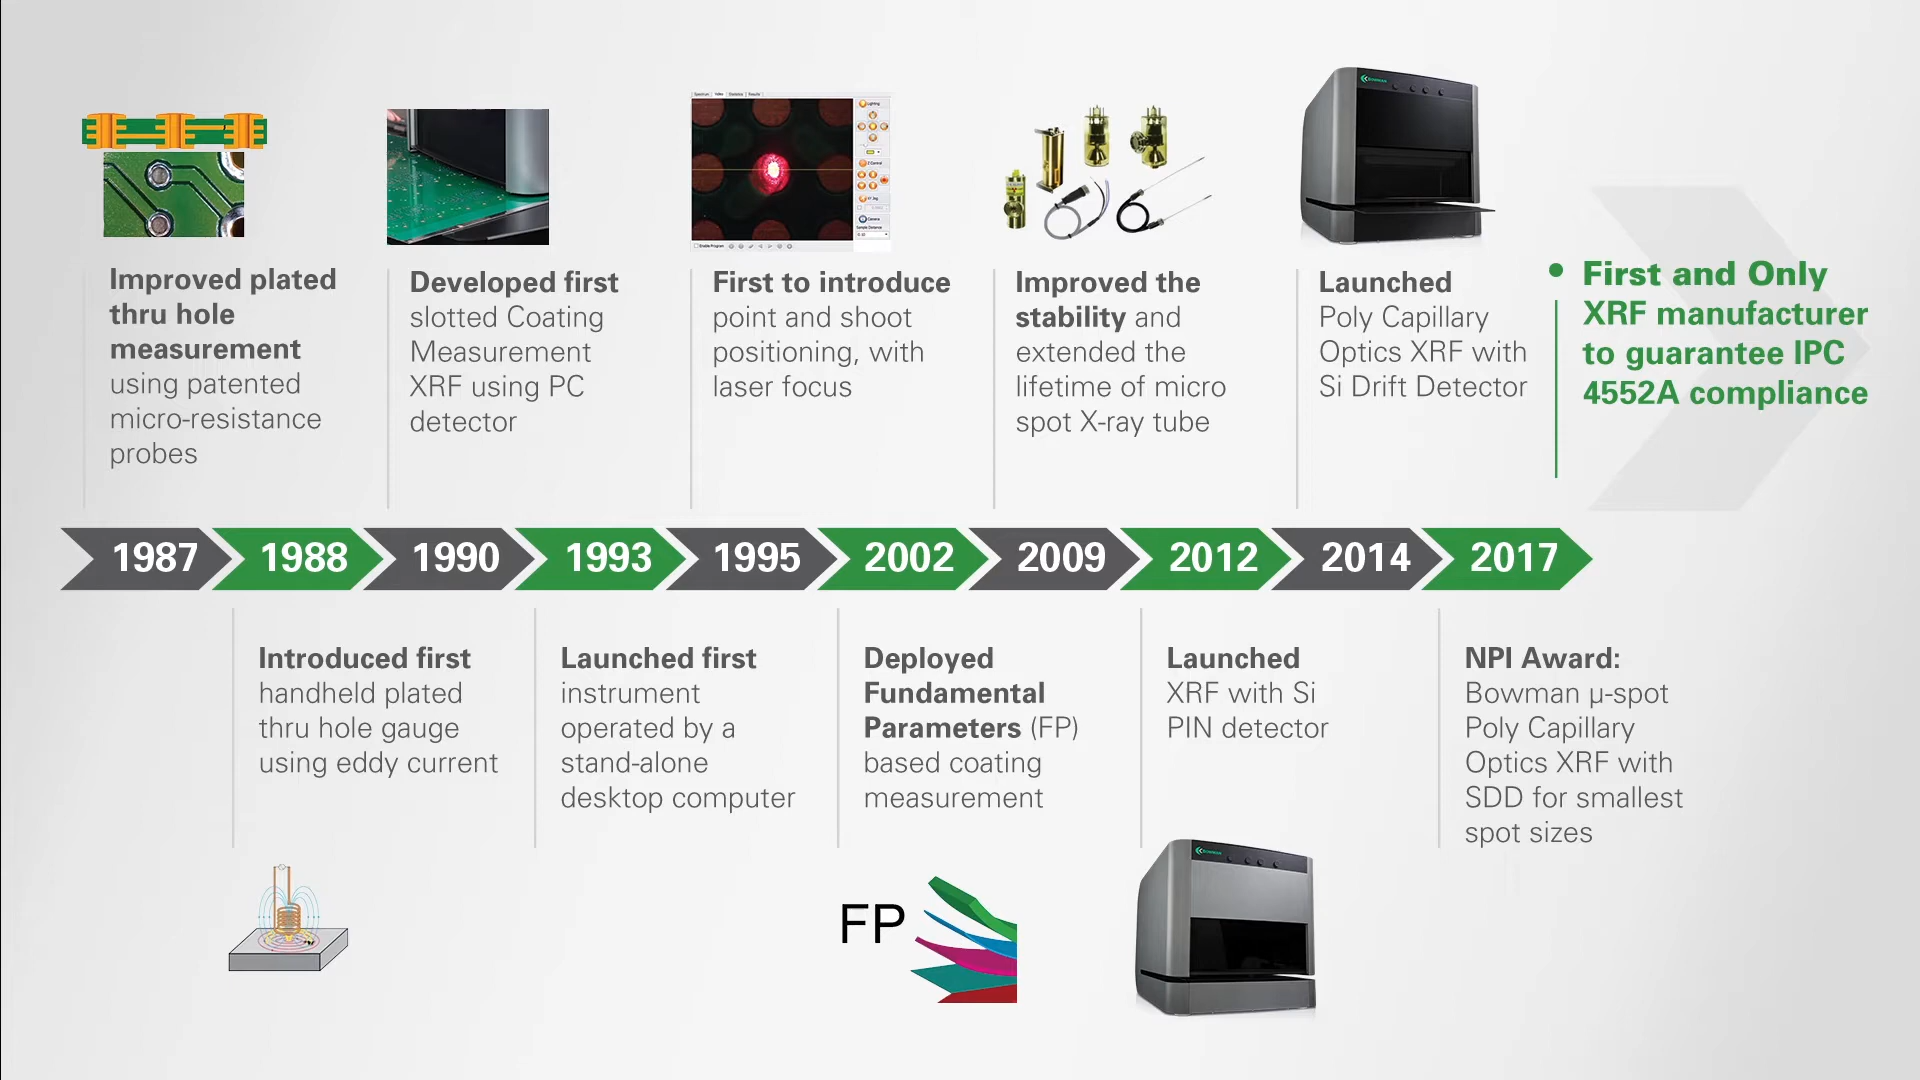 Improved plated
thru hole
measurement
using patented
micro-resistance
probes
Developed first
slotted Coating
Measurement
XRF using PC
detector
First to introduce
point and shoot
positioning, with
laser focus
Improved the
stability and
extended the
lifetime of micro
spot X-ray tube
BOWMAN
Launched
Poly Capillary
Optics XRF with
Si Drift Detector
• First and Only
XRF manufacturer
to guarantee IPC
4552A compliance
1987 1988 1990 1993 1995 2002 2009 2012 2014 2017
Introduced first
handheld plated
thru hole gauge
using eddy current
Launched first
instrument
operated by a
stand-alone
desktop computer
Deployed
Fundamental
Parameters (FP)
based coating
measurement
FP
Launched
XRF with Si
PIN detector
BOWMAN
NPI Award:
Bowman µ-spot
Poly Capillary
Optics XRF with
SDD for smallest
spot sizes